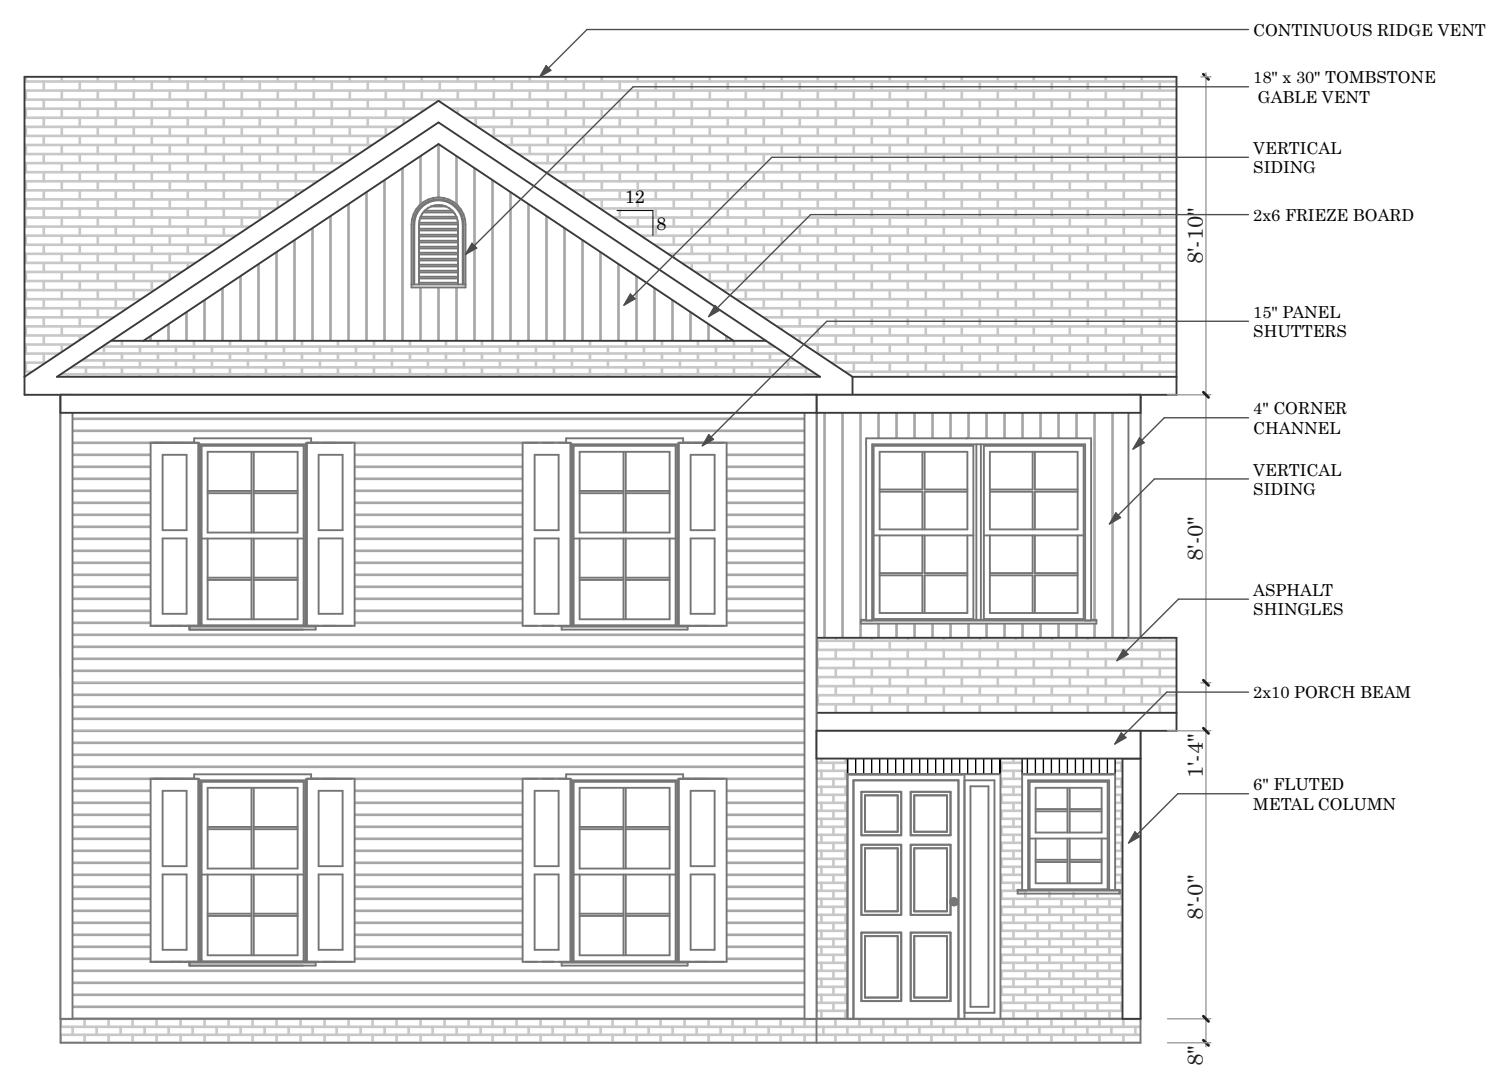 CONTINUOUS RIDGE VENT
18" x 30" TOMBSTONE
GABLE VENT
VERTICAL
SIDING
12
8
2x6 FRIEZE BOARD
8'-10"
15" PANEL
SHUTTERS
4" CORNER
CHANNEL
VERTICAL
SIDING
8'-0"
ASPHALT
SHINGLES
2x10 PORCH BEAM
1'-4"
6" FLUTED
METAL COLUMN
8'-0"
8"